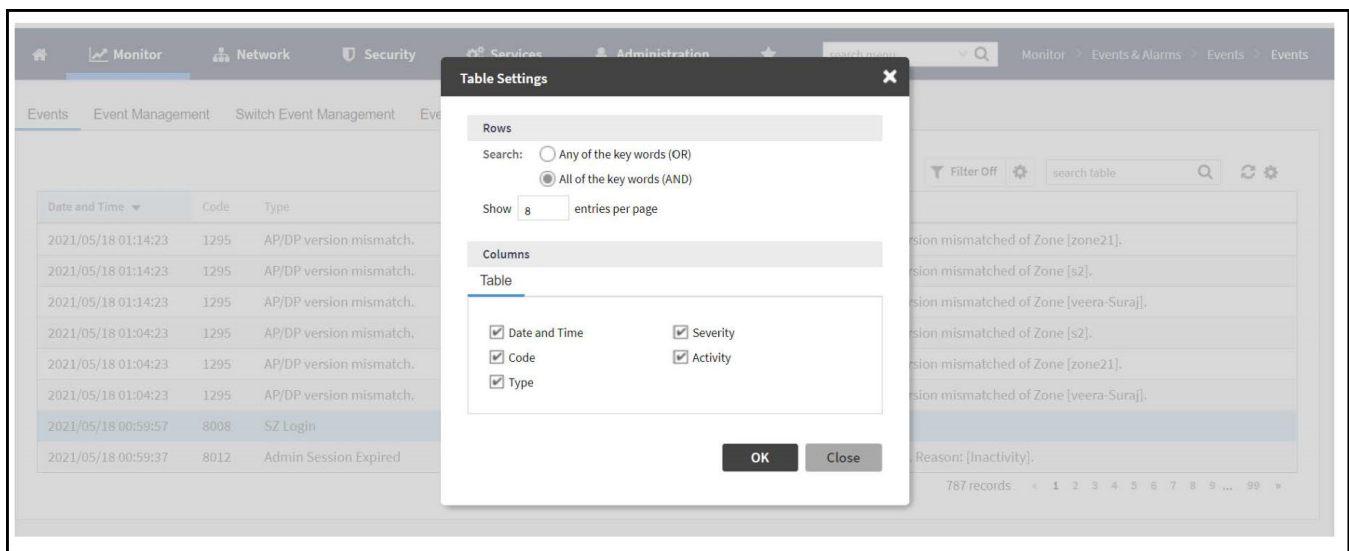 Monitor Network Security Services Administration search menu Monitor > Events & Alarms > Events > Events
Table Settings
Events Event Management Switch Event Management Eve
Rows
Search: Any of the key words (OR)
All of the key words (AND)
Filter Off search table
Show 8 entries per page
Date and Time Code Type
2021/05/18 01:14:23 1295 AP/DP version mismatch. rsion mismatched of Zone [zone21].
Columns
2021/05/18 01:14:23 1295 AP/DP version mismatch. rsion mismatched of Zone [s2].
Table
2021/05/18 01:14:23 1295 AP/DP version mismatch. rsion mismatched of Zone [veera-Suraj].
Date and Time Severity
2021/05/18 01:04:23 1295 AP/DP version mismatch. rsion mismatched of Zone [s2].
Code Activity
2021/05/18 01:04:23 1295 AP/DP version mismatch. rsion mismatched of Zone [zone21].
Type
2021/05/18 01:04:23 1295 AP/DP version mismatch. rsion mismatched of Zone [veera-Suraj].
2021/05/18 00:59:57 8008 SZ Login
2021/05/18 00:59:37 8012 Admin Session Expired . Reason: [Inactivity].
OK Close
787 records « 1 2 3 4 5 6 7 8 9 ... 99 »